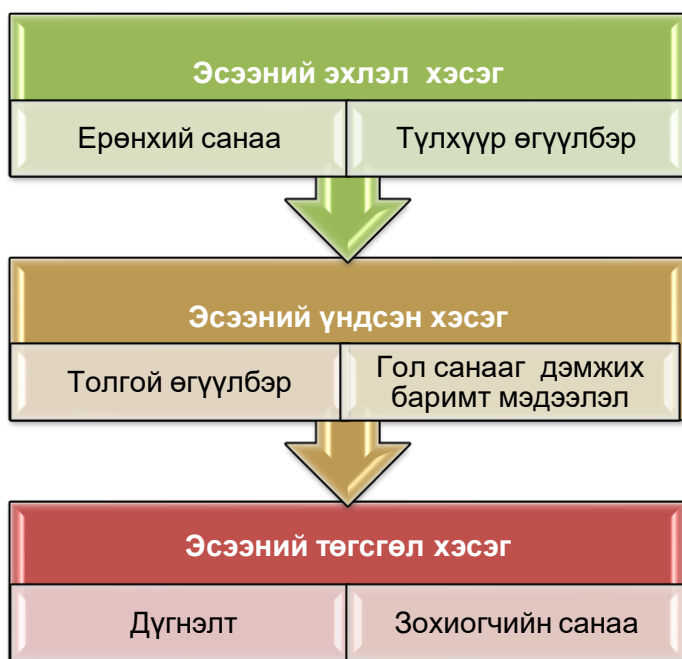 Эсээний эхлэл хэсэг
Ерөнхий санаа
Түлхүүр өгүүлбэр
Эсээний үндсэн хэсэг
Толгой өгүүлбэр
Гол санааг дэмжих
баримт мэдээлэл
Эсээний төгсгөл хэсэг
Дүгнэлт
Зохиогчийн санаа